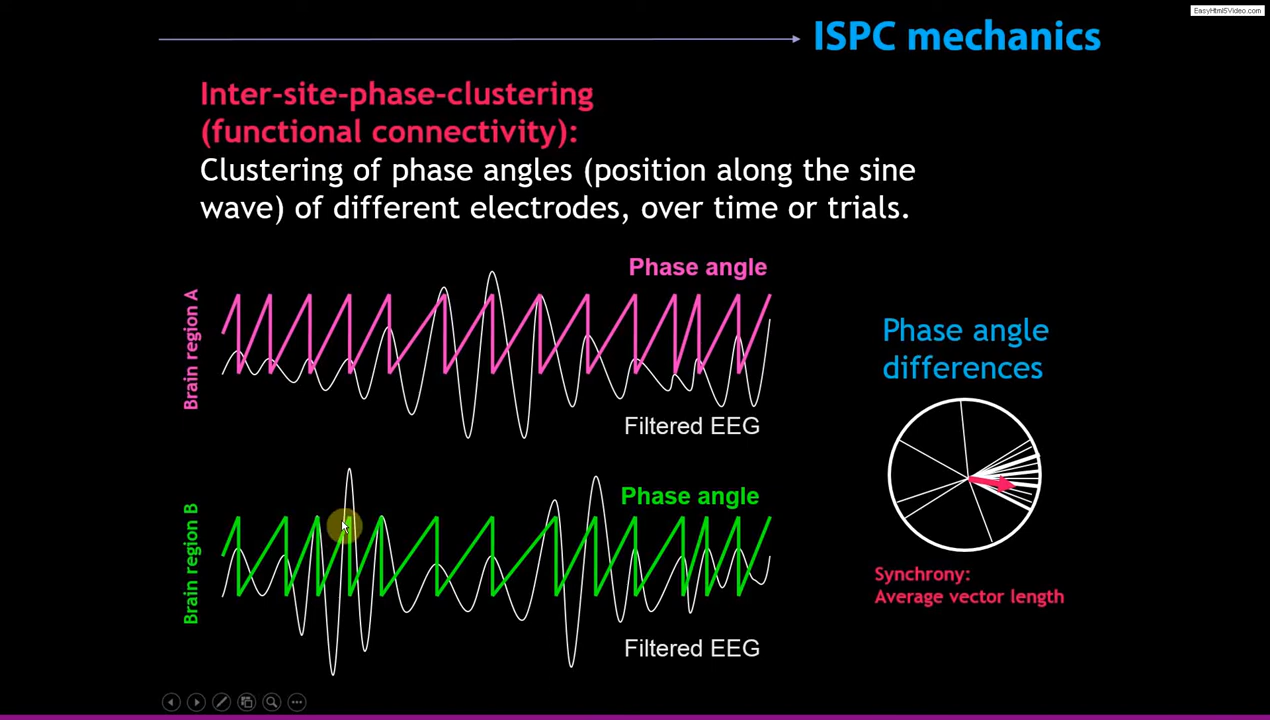 EasyHtml5Video.com
ISPC mechanics
Inter-site-phase-clustering
(functional connectivity):
Clustering of phase angles (position along the sine
wave) of different electrodes, over time or trials.
Phase angle
Brain region A
Filtered EEG
Phase angle
Brain region B
Filtered EEG
Phase angle
differences
Synchrony:
Average vector length